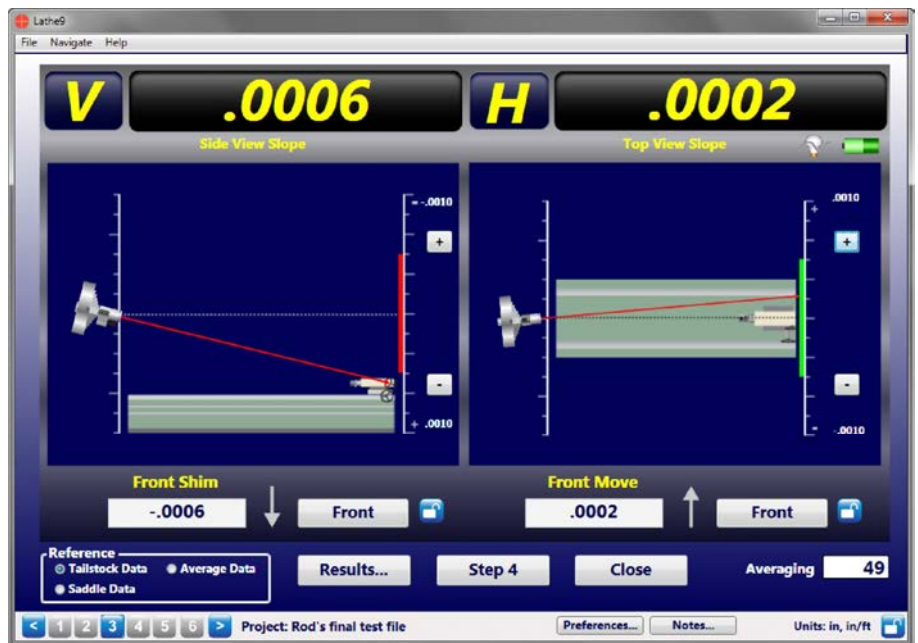 Lathe9
File Navigate Help
V .0006 H .0002
Side View Slope Top View Slope
-.0010 .0010
+ +
+
- -
+ .0010 - -.0010
Front Shim Front Move
-.0006 Front .0002 Front
Reference
Tailstock Data Average Data
Saddle Data
Results... Step 4 Close Averaging 49
< 1 2 3 4 5 6 > Project: Rod's final test file Preferences... Notes... Units: in, in/ft